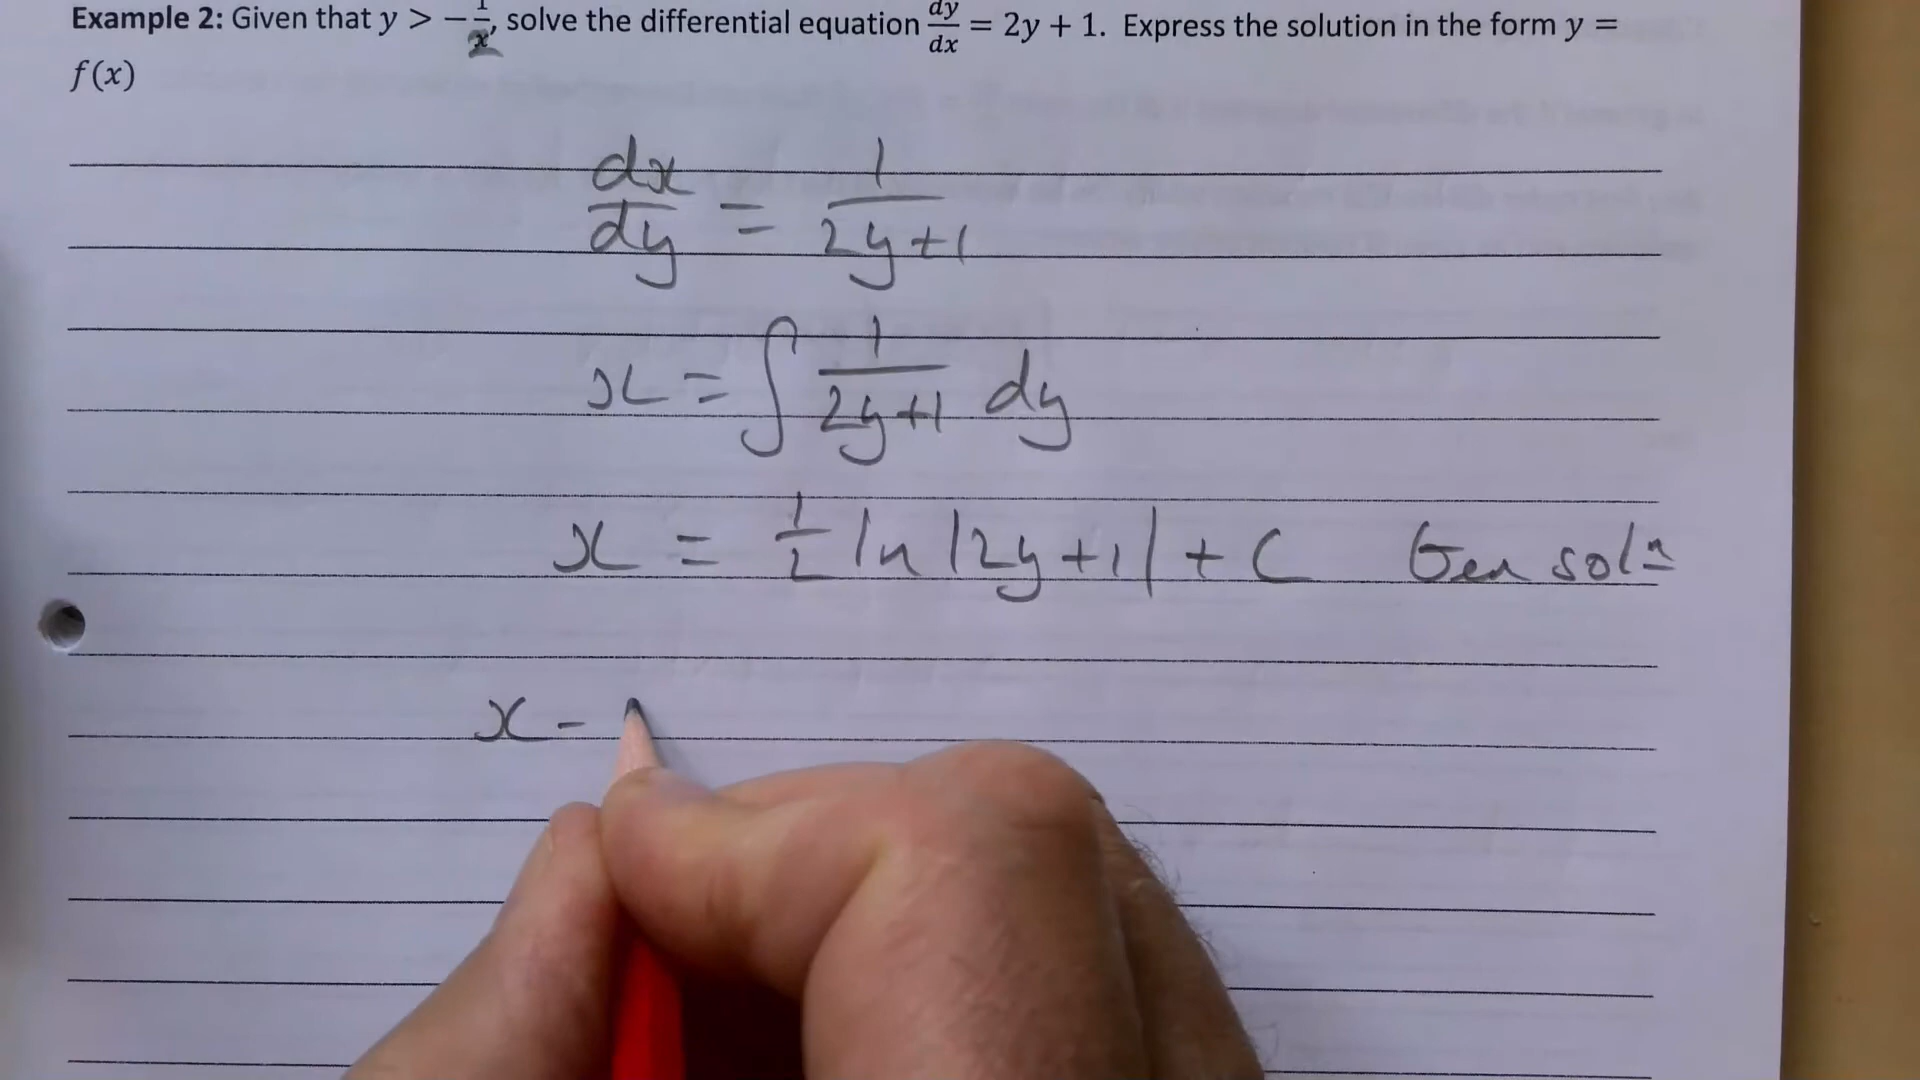 Example 2: Given that y > −1/x, solve the differential equation dy/dx = 2y + 1. Express the solution in the form y =
f(x)
dx/dy = 1/(2y+1)
x = ∫ 1/(2y+1) dy
x = 1/2 ln |2y+1| + C Gen solⁿ
x -